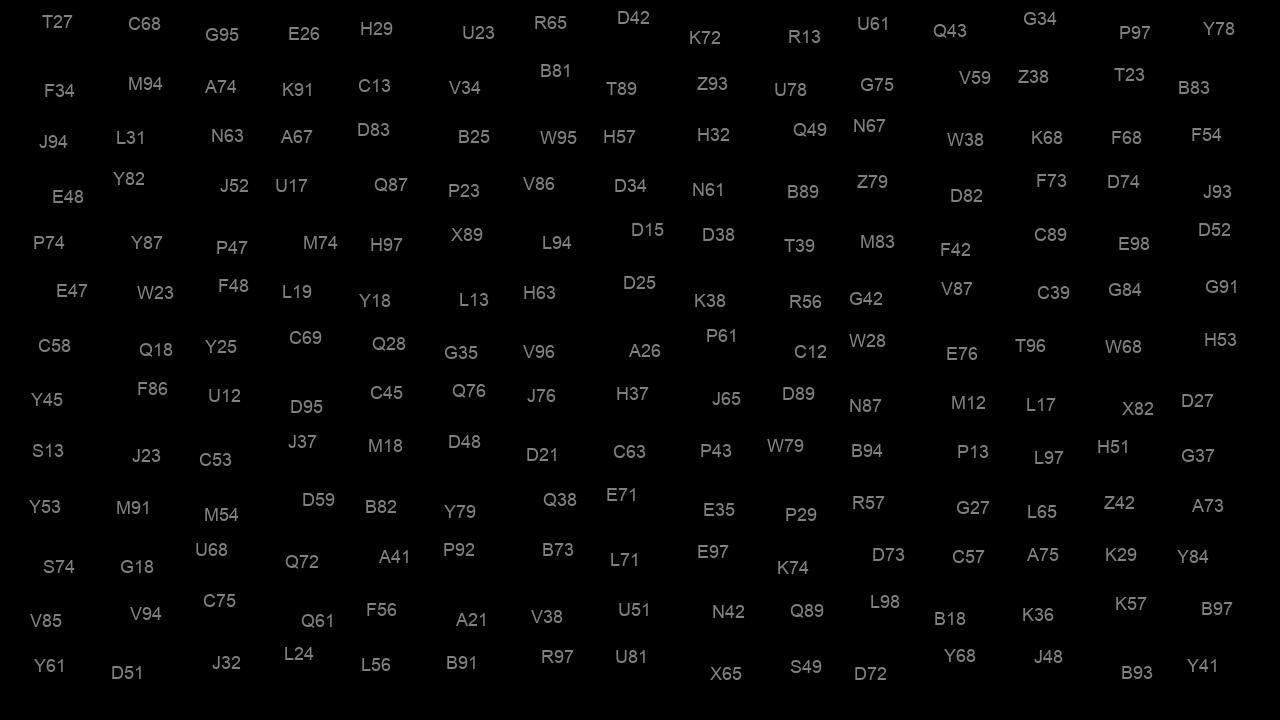 T27 C68 G95 E26 H29 U23 R65 D42 K72 R13 U61 Q43 G34 P97 Y78
F34 M94 A74 K91 C13 V34 B81 T89 Z93 U78 G75 V59 Z38 T23 B83
J94 L31 N63 A67 D83 B25 W95 H57 H32 Q49 N67 W38 K68 F68 F54
E48 Y82 J52 U17 Q87 P23 V86 D34 N61 B89 Z79 D82 F73 D74 J93
P74 Y87 P47 M74 H97 X89 L94 D15 D38 T39 M83 F42 C89 E98 D52
E47 W23 F48 L19 Y18 L13 H63 D25 K38 R56 G42 V87 C39 G84 G91
C58 Q18 Y25 C69 Q28 G35 V96 A26 P61 C12 W28 E76 T96 W68 H53
Y45 F86 U12 D95 C45 Q76 J76 H37 J65 D89 N87 M12 L17 X82 D27
S13 J23 C53 J37 M18 D48 D21 C63 P43 W79 B94 P13 L97 H51 G37
Y53 M91 M54 D59 B82 Y79 Q38 E71 E35 P29 R57 G27 L65 Z42 A73
S74 G18 U68 Q72 A41 P92 B73 L71 E97 K74 D73 C57 A75 K29 Y84
V85 V94 C75 Q61 F56 A21 V38 U51 N42 Q89 L98 B18 K36 K57 B97
Y61 D51 J32 L24 L56 B91 R97 U81 X65 S49 D72 Y68 J48 B93 Y41